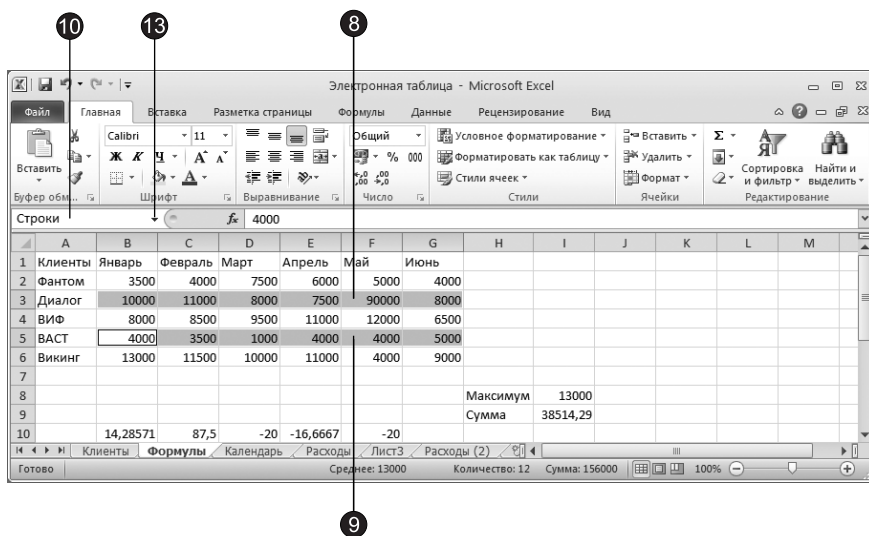 10 13 8
Электронная таблица - Microsoft Excel
Файл Главная Вставка Разметка страницы Формулы Данные Рецензирование Вид
Calibri 11 Общий Условное форматирование Вставить Σ
Вставить Ж К Ч А А % 000 Форматировать как таблицу Удалить Сортировка Найти и
А Стили ячеек Формат и фильтр выделить
Буфер обм... Шрифт Выравнивание Число Стили Ячейки Редактирование
Строки fx 4000
A B C D E F G H I J K L M
1 Клиенты Январь Февраль Март Апрель Май Июнь
2 Фантом 3500 4000 7500 6000 5000 4000
3 Диалог 10000 11000 8000 7500 90000 8000
4 ВИФ 8000 8500 9500 11000 12000 6500
5 ВАСТ 4000 3500 1000 4000 4000 5000
6 Викинг 13000 11500 10000 11000 4000 9000
7
8 Максимум 13000
9 Сумма 38514,29
10 14,28571 87,5 -20 -16,6667 -20
Клиенты Формулы Календарь Расходы Лист3 Расходы (2)
Готово Среднее: 13000 Количество: 12 Сумма: 156000 100%
9